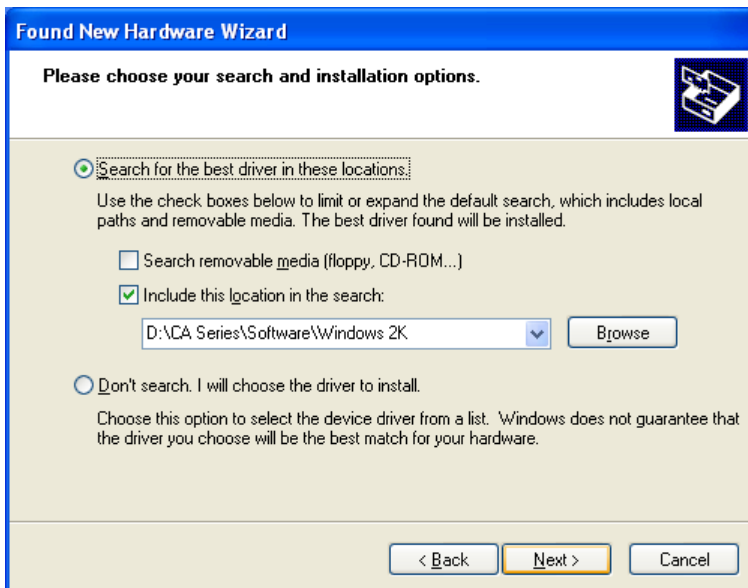 Found New Hardware Wizard
Please choose your search and installation options.
Search for the best driver in these locations.
Use the check boxes below to limit or expand the default search, which includes local
paths and removable media. The best driver found will be installed.
Search removable media (floppy, CD-ROM...)
Include this location in the search:
D:\CA Series\Software\Windows 2K
Browse
Don't search. I will choose the driver to install.
Choose this option to select the device driver from a list. Windows does not guarantee that
the driver you choose will be the best match for your hardware.
< Back Next > Cancel